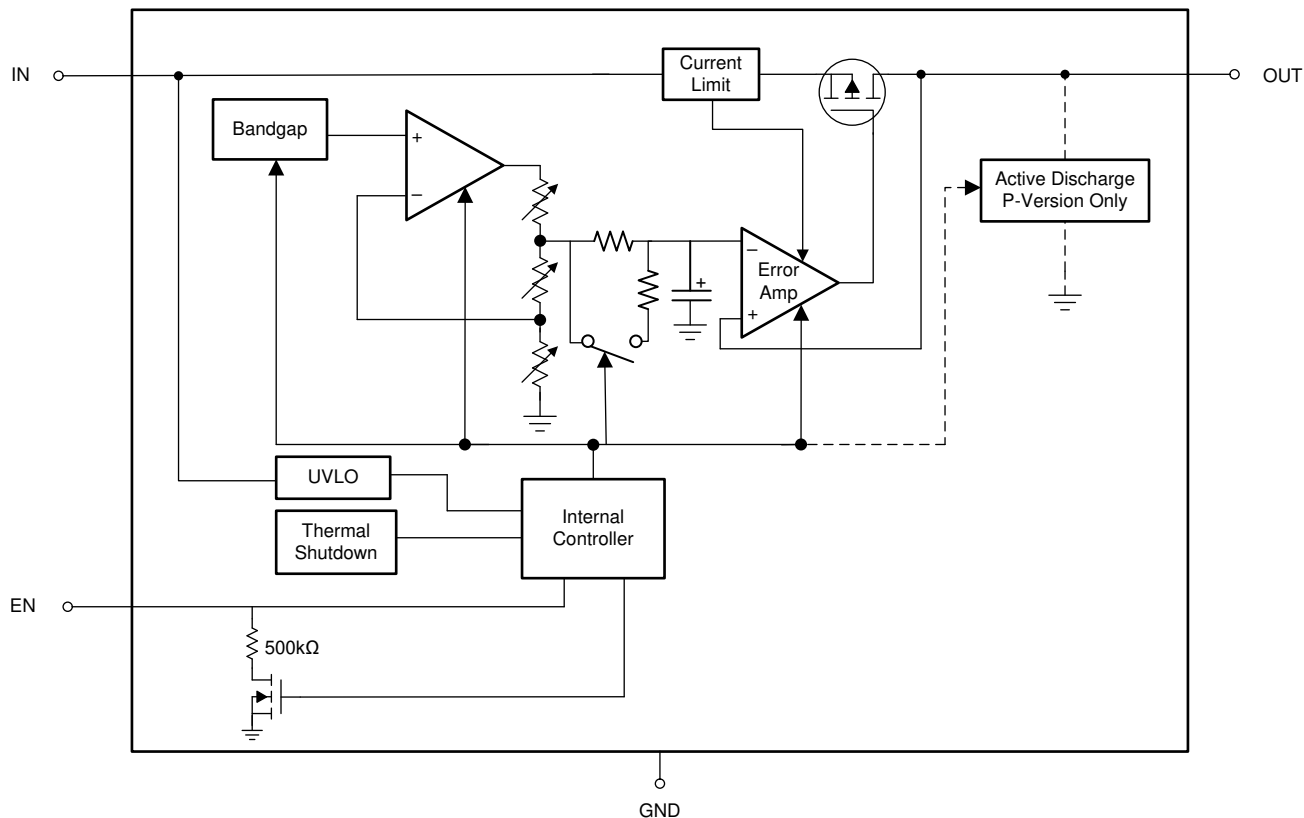 IN
Current
Limit
OUT
Bandgap
+
−
Active Discharge
P-Version Only
+
−
Error
Amp
+
UVLO
Internal
Controller
Thermal
Shutdown
EN
500kΩ
GND